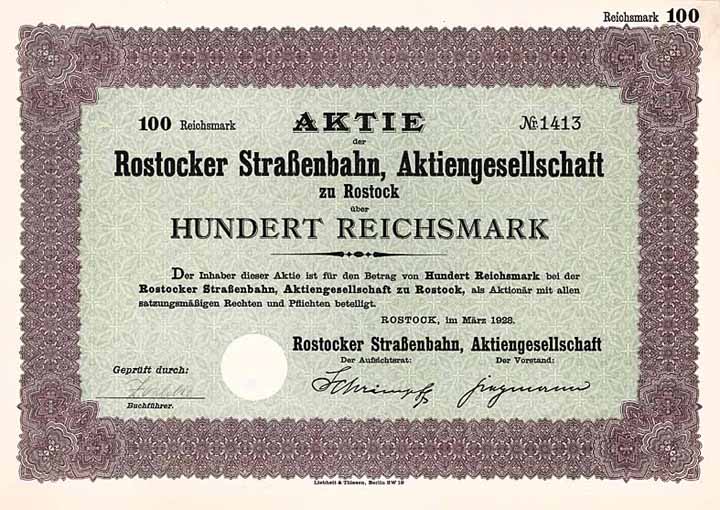 Reichsmark 100
100 Reichsmark AKTIE № 1413
der
Rostocker Straßenbahn, Aktiengesellschaft
zu Rostock
über
HUNDERT REICHSMARK
Der Inhaber dieser Aktie ist für den Betrag von Hundert Reichsmark bei der
Rostocker Straßenbahn, Aktiengesellschaft zu Rostock, als Aktionär mit allen
satzungsmäßigen Rechten und Pflichten beteiligt.
ROSTOCK, im März 1928.
Rostocker Straßenbahn, Aktiengesellschaft
Der Aufsichtsrat: Der Vorstand:
Geprüft durch:
Buchführer.
Liebheit & Thiesen, Berlin SW 19